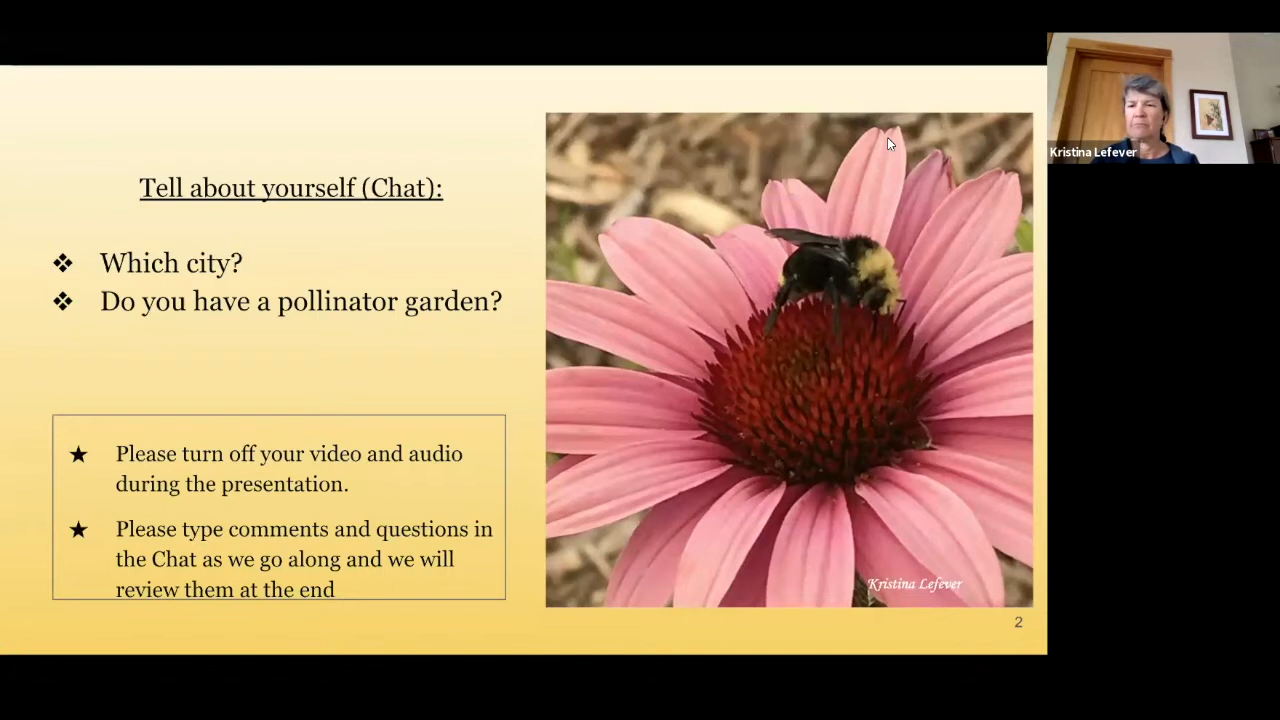 Tell about yourself (Chat):
❖ Which city?
❖ Do you have a pollinator garden?
★ Please turn off your video and audio
during the presentation.
★ Please type comments and questions in
the Chat as we go along and we will
review them at the end
Kristina Lefever
2
Kristina Lefever